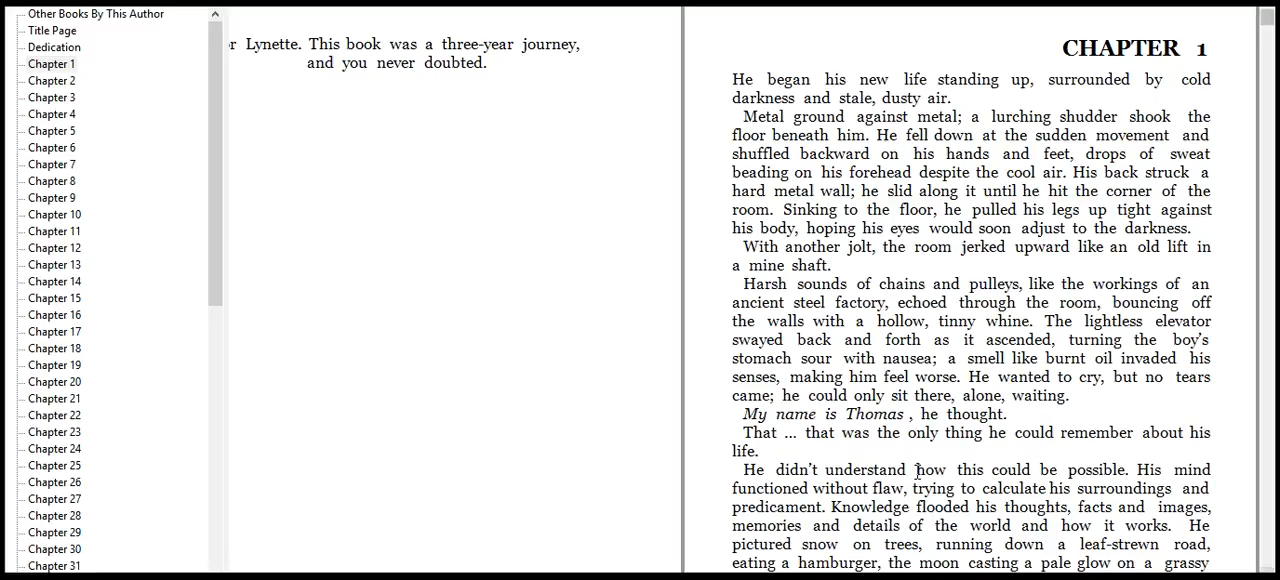 Other Books By This Author
Title Page
Dedication
Chapter 1
Chapter 2
Chapter 3
Chapter 4
Chapter 5
Chapter 6
Chapter 7
Chapter 8
Chapter 9
Chapter 10
Chapter 11
Chapter 12
Chapter 13
Chapter 14
Chapter 15
Chapter 16
Chapter 17
Chapter 18
Chapter 19
Chapter 20
Chapter 21
Chapter 22
Chapter 23
Chapter 24
Chapter 25
Chapter 26
Chapter 27
Chapter 28
Chapter 29
Chapter 30
Chapter 31
Lynette. This book was a three-year journey,
and you never doubted.
CHAPTER 1
He began his new life standing up, surrounded by cold
darkness and stale, dusty air.
Metal ground against metal; a lurching shudder shook the
floor beneath him. He fell down at the sudden movement and
shuffled backward on his hands and feet, drops of sweat
beading on his forehead despite the cool air. His back struck a
hard metal wall; he slid along it until he hit the corner of the
room. Sinking to the floor, he pulled his legs up tight against
his body, hoping his eyes would soon adjust to the darkness.
With another jolt, the room jerked upward like an old lift in
a mine shaft.
Harsh sounds of chains and pulleys, like the workings of an
ancient steel factory, echoed through the room, bouncing off
the walls with a hollow, tinny whine. The lightless elevator
swayed back and forth as it ascended, turning the boy's
stomach sour with nausea; a smell like burnt oil invaded his
senses, making him feel worse. He wanted to cry, but no tears
came; he could only sit there, alone, waiting.
My name is Thomas , he thought.
That ... that was the only thing he could remember about his
life.
He didn't understand how this could be possible. His mind
functioned without flaw, trying to calculate his surroundings and
predicament. Knowledge flooded his thoughts, facts and images,
memories and details of the world and how it works. He
pictured snow on trees, running down a leaf-strewn road,
eating a hamburger, the moon casting a pale glow on a grassy